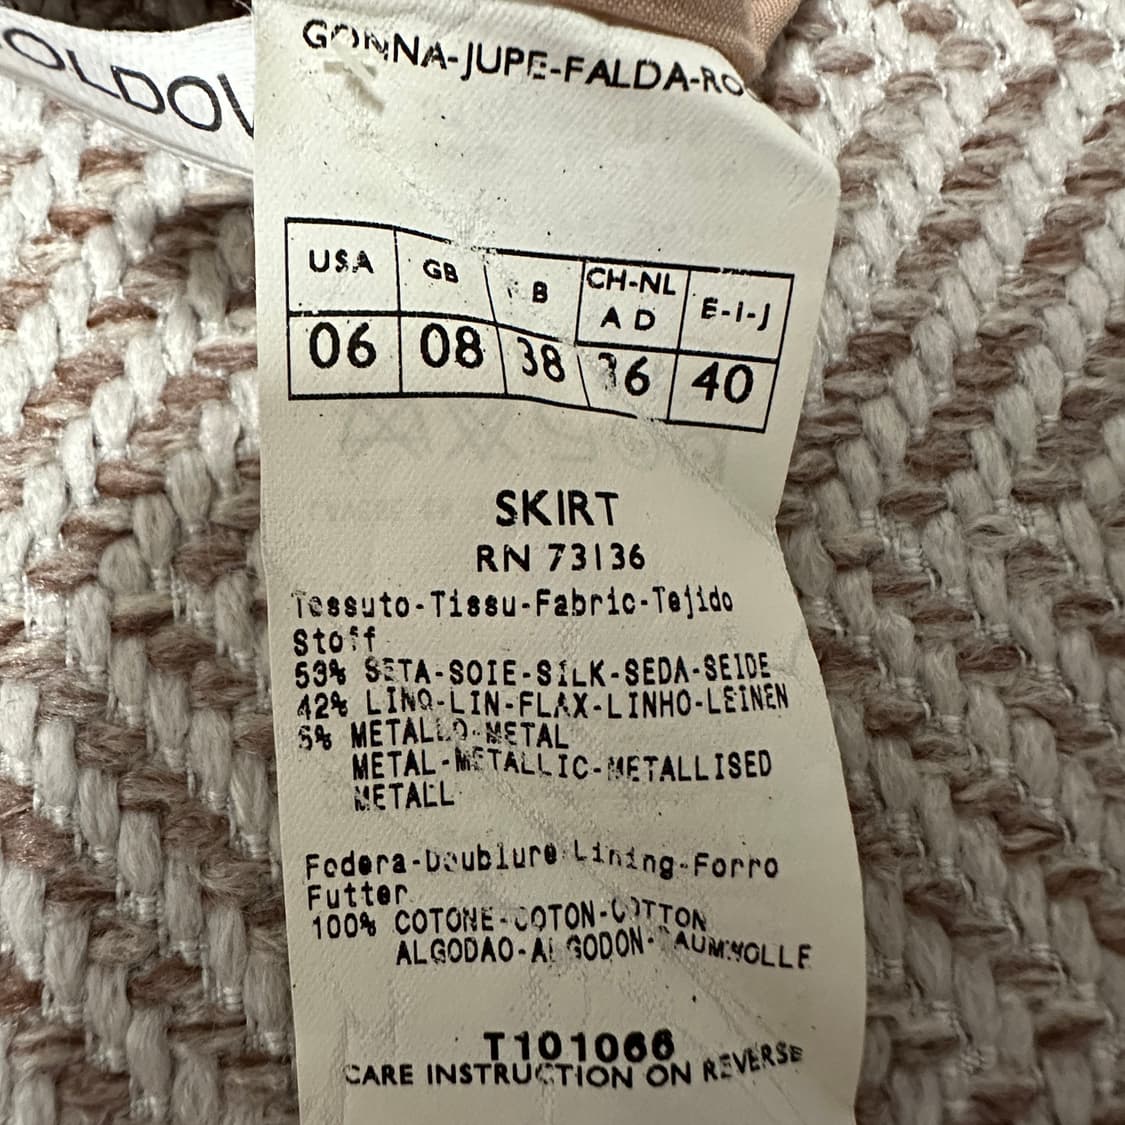 OLDOV
GONNA-JUPE-FALDA-RO
USA GB B CH-NL A D E-I-J
06 08 38 36 40
SKIRT
RN 73136
Tessuto-Tissu-Fabric-Tejido
Stoff
53% SETA-SOIE-SILK-SEDA-SEIDE
42% LINO-LIN-FLAX-LINHO-LEINEN
5% METALLO-METAL
METAL-METALLIC-METALLISED
METALL
Fodera-Doublure-Lining-Forro
Futter
100% COTONE-COTON-COTTON
ALGODAO-ALGODON-BAUMWOLLE
T101066
CARE INSTRUCTION ON REVERSE